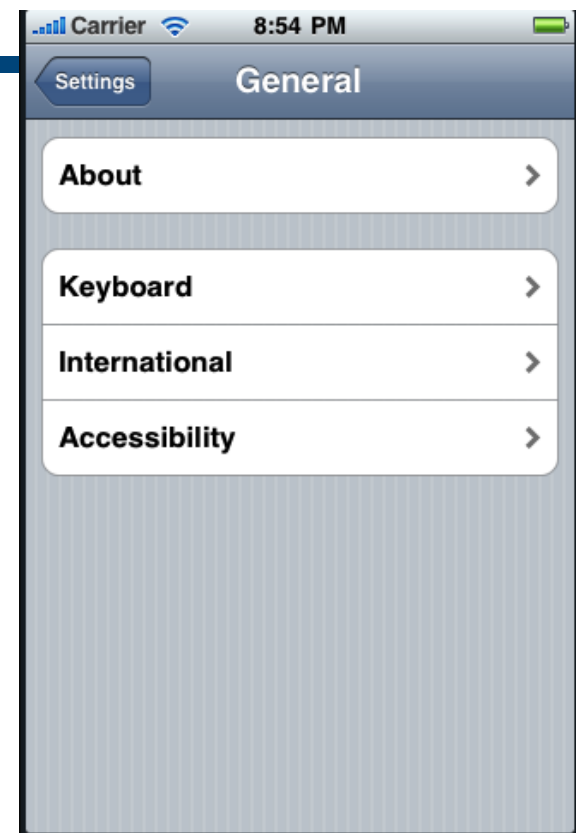 Carrier 8:54 PM
Settings General
About
Keyboard
International
Accessibility